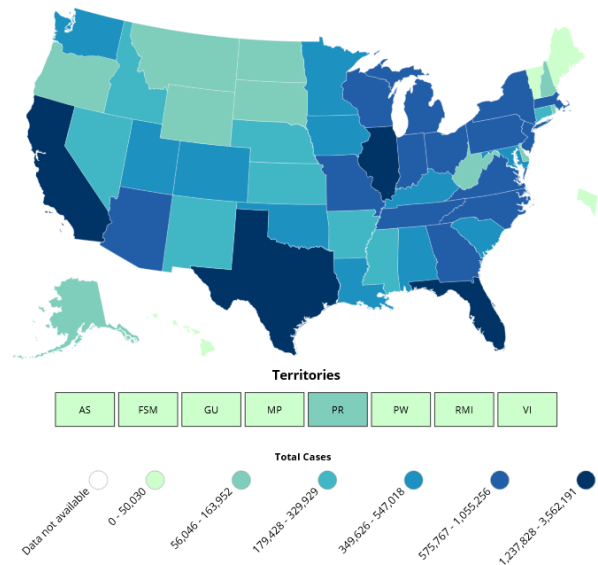 Territories
AS FSM GU MP PR PW RMI VI
Total Cases
Data not available
0 - 50,030
56,046 - 163,952
179,428 - 329,929
349,626 - 547,018
575,767 - 1,055,256
1,237,828 - 3,562,191